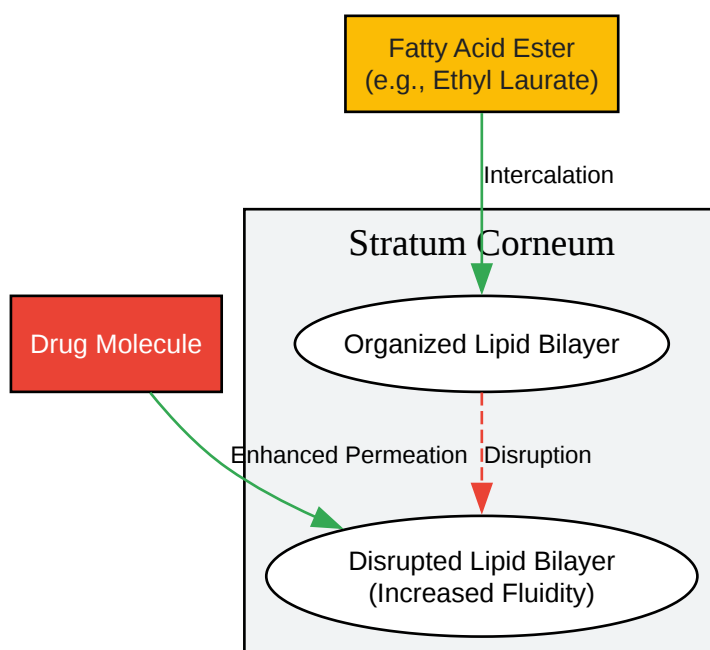 Fatty Acid Ester
(e.g., Ethyl Laurate)
Intercalation
Stratum Corneum
Drug Molecule
Organized Lipid Bilayer
Enhanced Permeation
Disruption
Disrupted Lipid Bilayer
(Increased Fluidity)